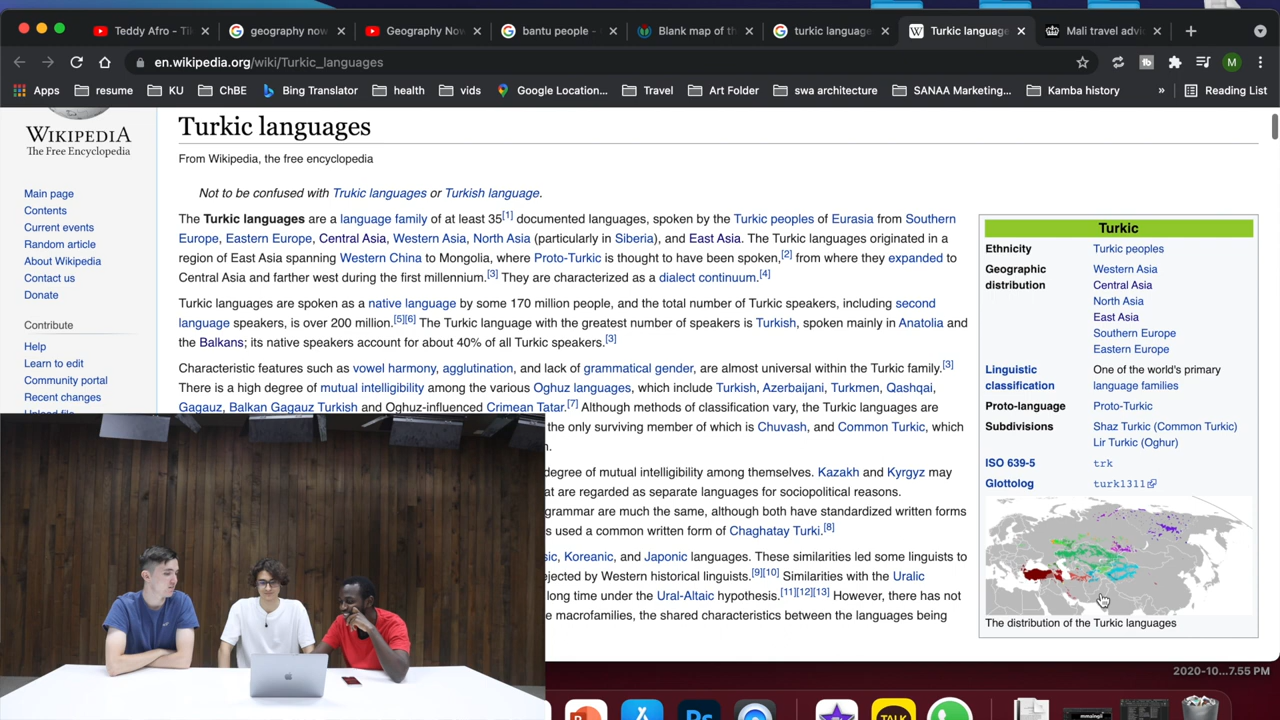 Teddy Afro - Ti
geography now
Geography Now
bantu people -
Blank map of the
turkic language
Turkic language
Mali travel advi
en.wikipedia.org/wiki/Turkic_languages
M
Apps
resume
KU
ChBE
Bing Translator
health
vids
Google Location...
Travel
Art Folder
swa architecture
SANAA Marketing...
Kamba history
»
Reading List
WIKIPEDIA
The Free Encyclopedia
Main page
Contents
Current events
Random article
About Wikipedia
Contact us
Donate
Contribute
Help
Learn to edit
Community portal
Recent changes
Upload file
Turkic languages
From Wikipedia, the free encyclopedia
Not to be confused with Trukic languages or Turkish language.
The Turkic languages are a language family of at least 35[1] documented languages, spoken by the Turkic peoples of Eurasia from Southern
Europe, Eastern Europe, Central Asia, Western Asia, North Asia (particularly in Siberia), and East Asia. The Turkic languages originated in a
region of East Asia spanning Western China to Mongolia, where Proto-Turkic is thought to have been spoken,[2] from where they expanded to
Central Asia and farther west during the first millennium.[3] They are characterized as a dialect continuum.[4]
Turkic languages are spoken as a native language by some 170 million people, and the total number of Turkic speakers, including second
language speakers, is over 200 million.[5][6] The Turkic language with the greatest number of speakers is Turkish, spoken mainly in Anatolia and
the Balkans; its native speakers account for about 40% of all Turkic speakers.[3]
Characteristic features such as vowel harmony, agglutination, and lack of grammatical gender, are almost universal within the Turkic family.[3]
There is a high degree of mutual intelligibility among the various Oghuz languages, which include Turkish, Azerbaijani, Turkmen, Qashqai,
Gagauz, Balkan Gagauz Turkish and Oghuz-influenced Crimean Tatar.[7] Although methods of classification vary, the Turkic languages are
the only surviving member of which is Chuvash, and Common Turkic, which
n.
degree of mutual intelligibility among themselves. Kazakh and Kyrgyz may
at are regarded as separate languages for sociopolitical reasons.
grammar are much the same, although both have standardized written forms
s used a common written form of Chaghatay Turki.[8]
ic, Koreanic, and Japonic languages. These similarities led some linguists to
ejected by Western historical linguists.[9][10] Similarities with the Uralic
long time under the Ural-Altaic hypothesis.[11][12][13] However, there has not
e macrofamilies, the shared characteristics between the languages being
Turkic
Ethnicity Turkic peoples
Geographic distribution Western Asia
Central Asia
North Asia
East Asia
Southern Europe
Eastern Europe
Linguistic classification One of the world's primary
language families
Proto-language Proto-Turkic
Subdivisions Shaz Turkic (Common Turkic)
Lir Turkic (Oghur)
ISO 639-5 trk
Glottolog turk1311
The distribution of the Turkic languages
2020-10...7.55 PM
Ps
TALK